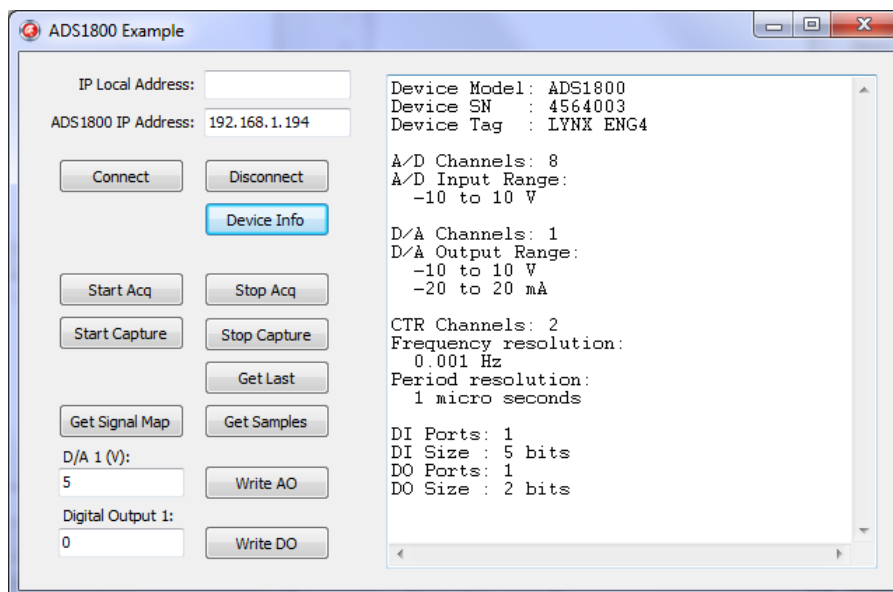 ADS1800 Example
IP Local Address:
ADS1800 IP Address: 192.168.1.194
Connect Disconnect
Device Info
Start Acq Stop Acq
Start Capture Stop Capture
Get Last
Get Signal Map Get Samples
D/A 1 (V):
5 Write AO
Digital Output 1:
0 Write DO
Device Model: ADS1800
Device SN : 4564003
Device Tag : LYNX ENG4
A/D Channels: 8
A/D Input Range:
-10 to 10 V
D/A Channels: 1
D/A Output Range:
-10 to 10 V
-20 to 20 mA
CTR Channels: 2
Frequency resolution:
0.001 Hz
Period resolution:
1 micro seconds
DI Ports: 1
DI Size : 5 bits
DO Ports: 1
DO Size : 2 bits